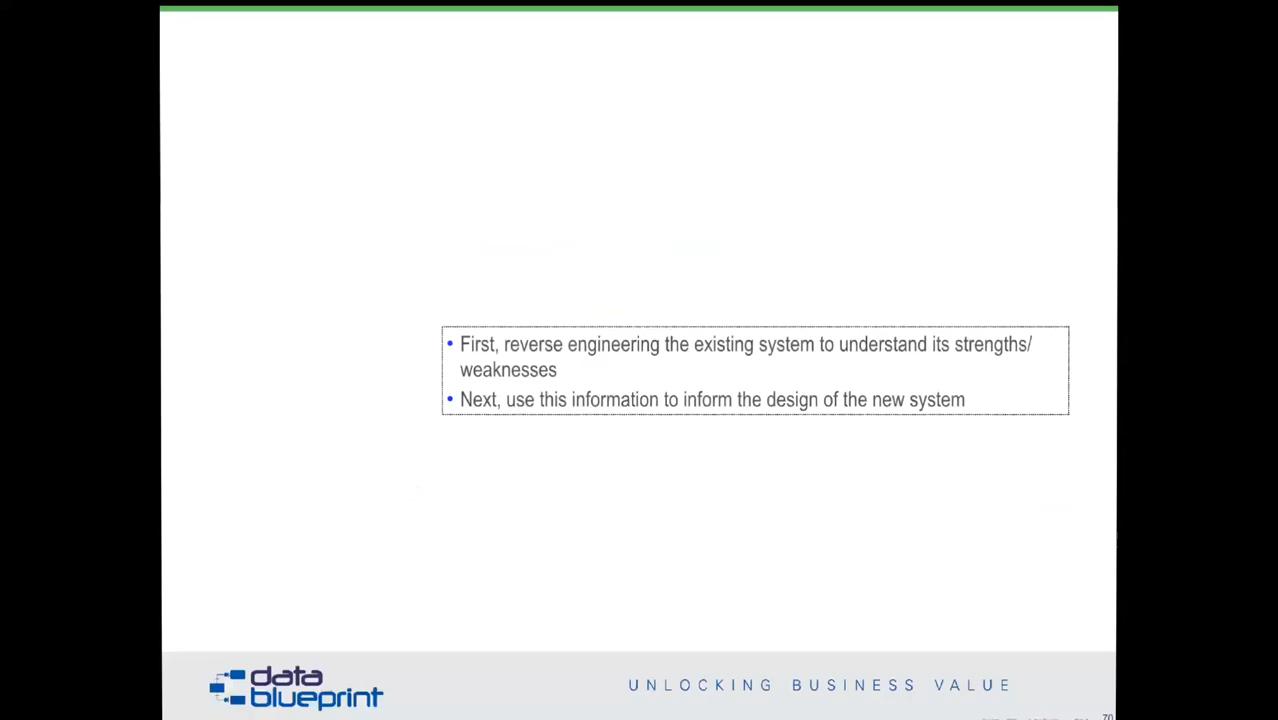 • First, reverse engineering the existing system to understand its strengths/
weaknesses
• Next, use this information to inform the design of the new system
data
blueprint
UNLOCKING BUSINESS VALUE
70